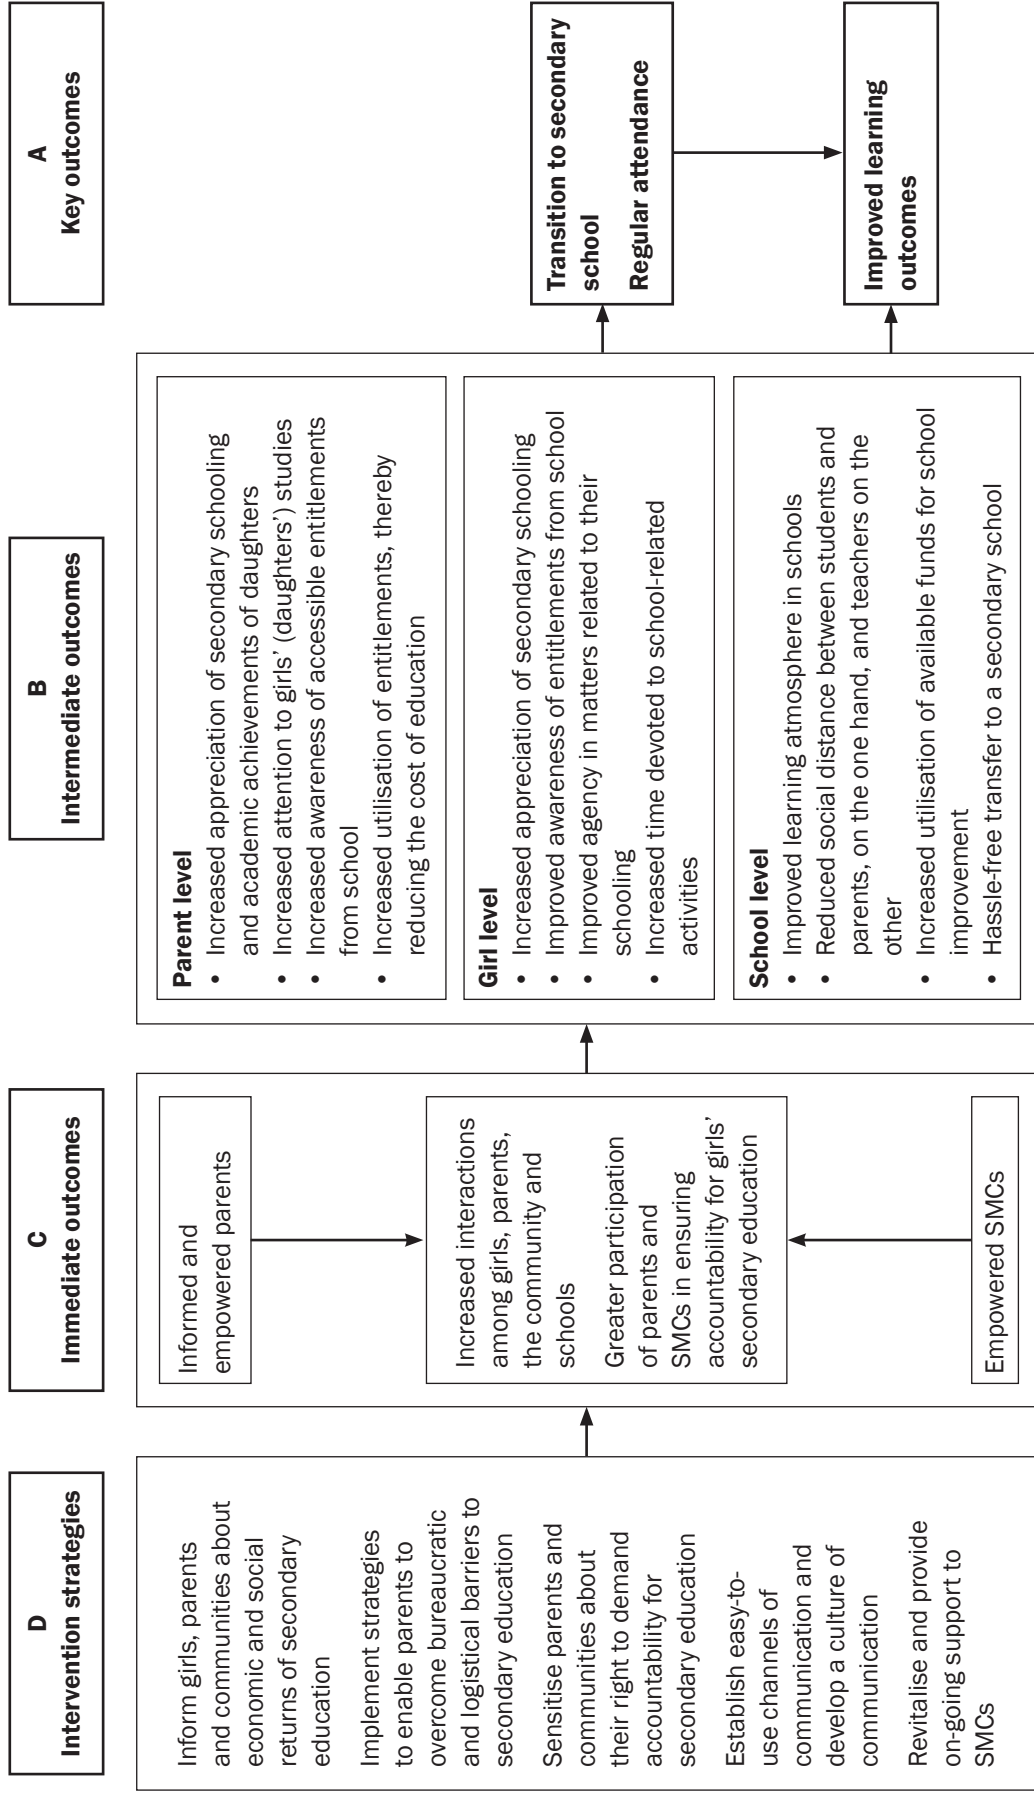 D
Intervention strategies
Inform girls, parents
and communities about
economic and social
returns of secondary
education
Implement strategies
to enable parents to
overcome bureaucratic
and logistical barriers to
secondary education
Sensitise parents and
communities about
their right to demand
accountability for
secondary education
Establish easy-to-
use channels of
communication and
develop a culture of
communication
Revitalise and provide
on-going support to
SMCs
C
Immediate outcomes
Informed and
empowered parents
Increased interactions
among girls, parents,
the community and
schools
Greater participation
of parents and
SMCs in ensuring
accountability for girls’
secondary education
Empowered SMCs
B
Intermediate outcomes
Parent level
• Increased appreciation of secondary schooling
and academic achievements of daughters
• Increased attention to girls’ (daughters’) studies
• Increased awareness of accessible entitlements
from school
• Increased utilisation of entitlements, thereby
reducing the cost of education
Girl level
• Increased appreciation of secondary schooling
• Improved awareness of entitlements from school
• Improved agency in matters related to their
schooling
• Increased time devoted to school-related
activities
School level
• Improved learning atmosphere in schools
• Reduced social distance between students and
parents, on the one hand, and teachers on the
other
• Increased utilisation of available funds for school
improvement
• Hassle-free transfer to a secondary school
A
Key outcomes
Transition to secondary
school
Regular attendance
Improved learning
outcomes